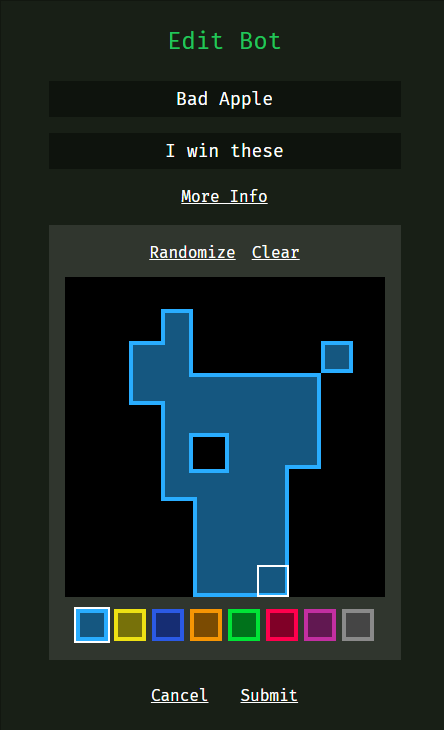 Edit Bot
Bad Apple
I win these
More Info
Randomize Clear
Cancel Submit